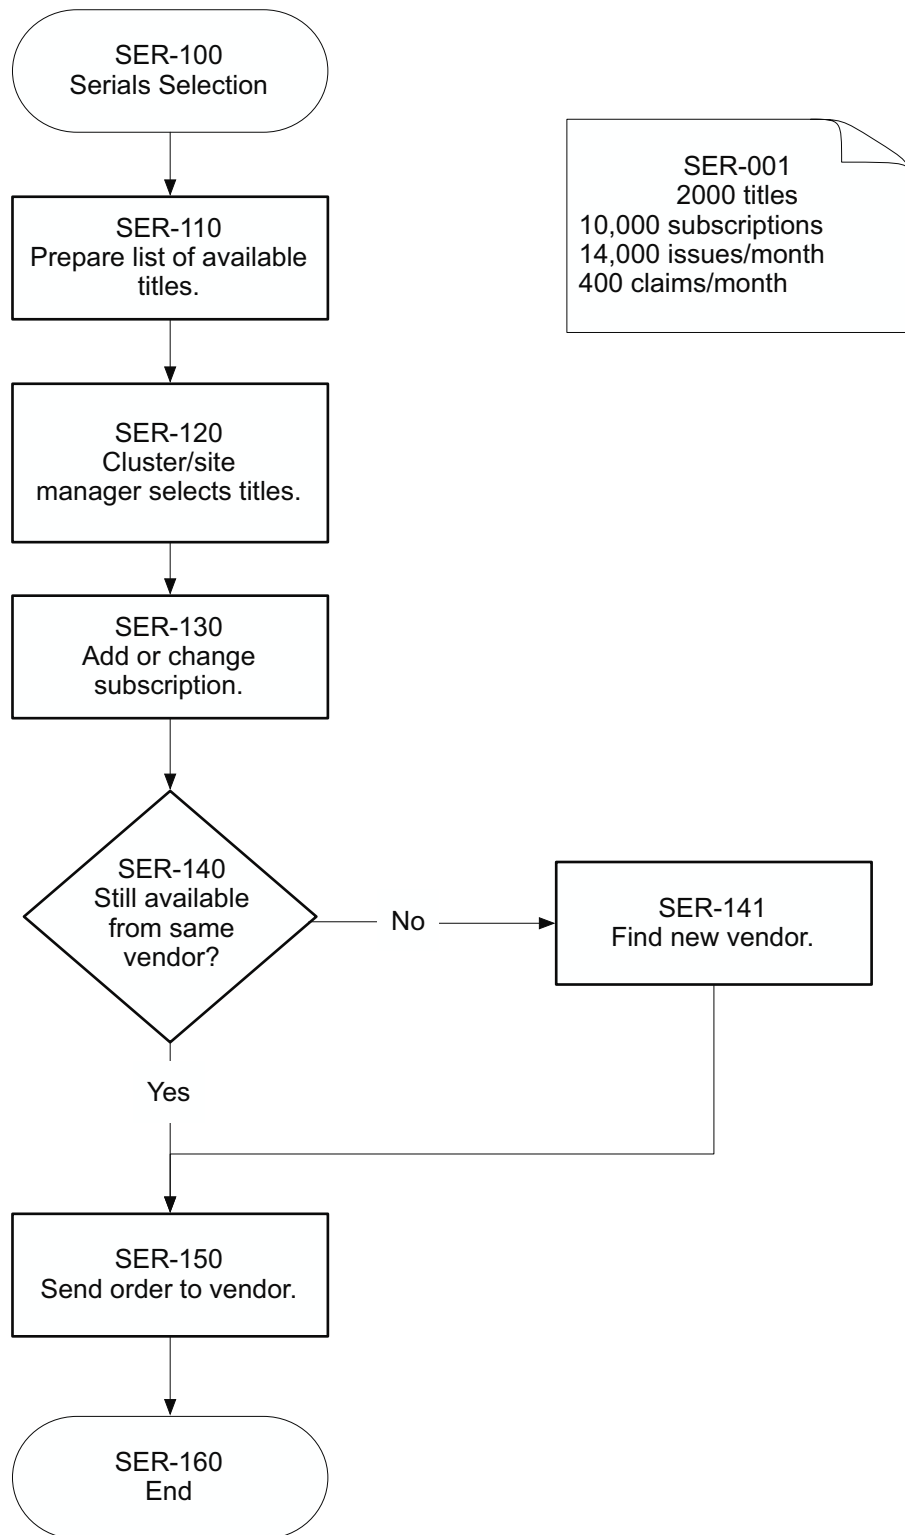 SER-100
Serials Selection
SER-001
2000 titles
10,000 subscriptions
14,000 issues/month
400 claims/month
SER-110
Prepare list of available
titles.
SER-120
Cluster/site
manager selects titles.
SER-130
Add or change
subscription.
SER-140
Still available
from same
vendor?
No
SER-141
Find new vendor.
Yes
SER-150
Send order to vendor.
SER-160
End